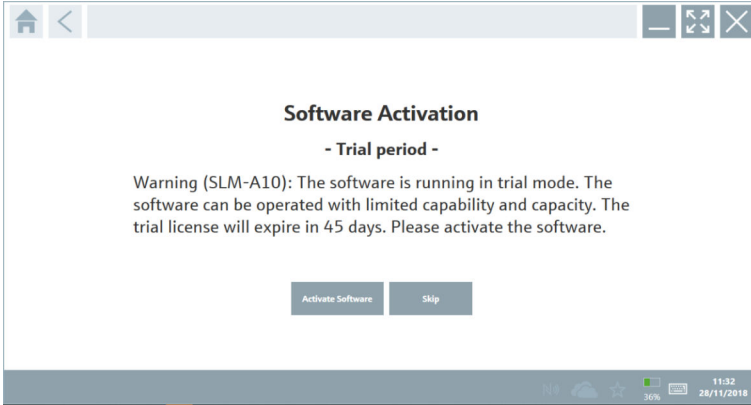 Software Activation
- Trial period -
Warning (SLM-A10): The software is running in trial mode. The
software can be operated with limited capability and capacity. The
trial license will expire in 45 days. Please activate the software.
Activate Software
Skip
36%
11:32
28/11/2018